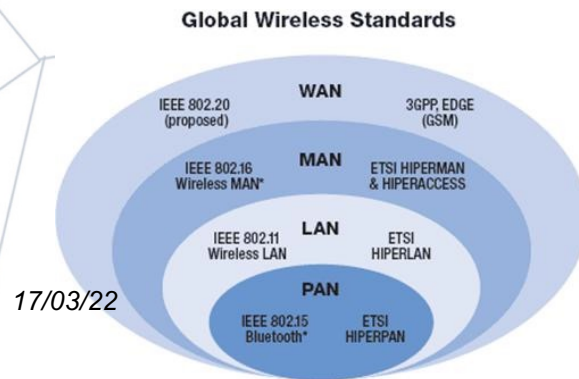 Global Wireless Standards
WAN
IEEE 802.20
(proposed)
3GPP, EDGE
(GSM)
MAN
IEEE 802.16
Wireless MAN*
ETSI HIPERMAN
& HIPERACCESS
LAN
IEEE 802.11
Wireless LAN
ETSI
HIPERLAN
PAN
IEEE 802.15
Bluetooth*
ETSI
HIPERPAN
17/03/22